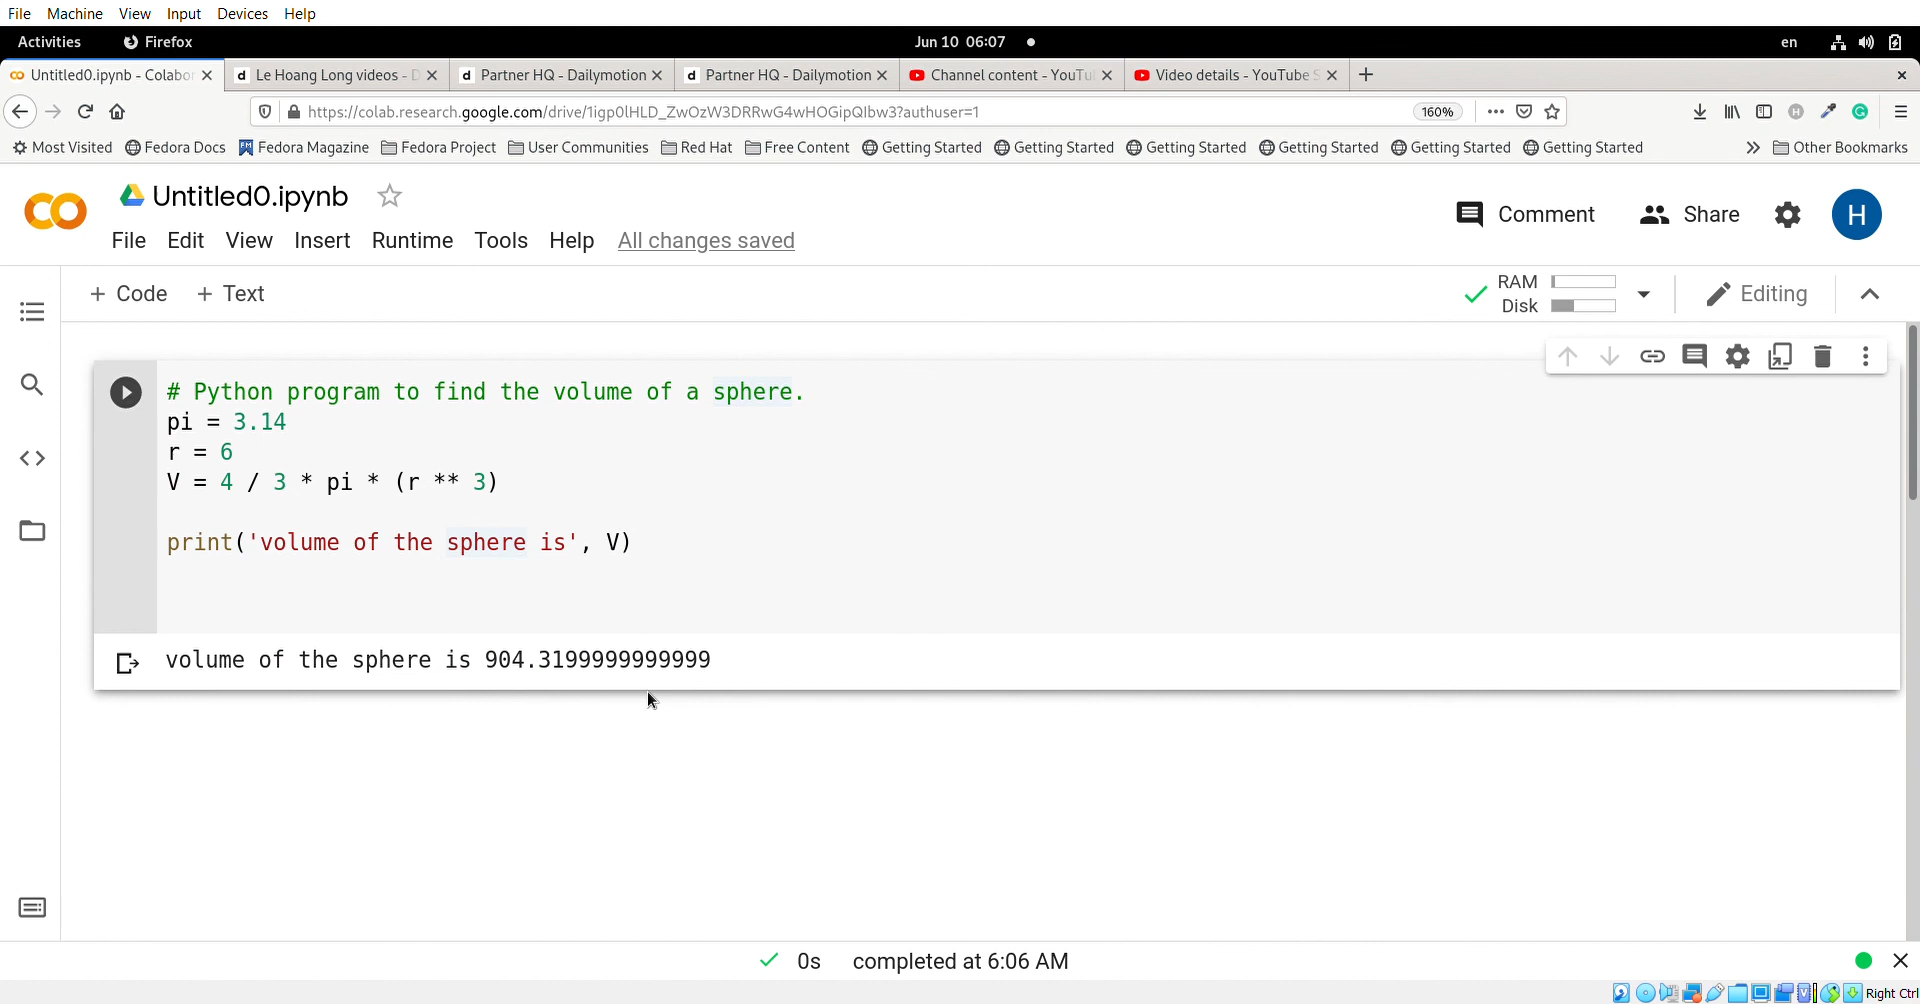 File Machine View Input Devices Help
Activities Firefox Jun 10 06:07 en
Untitled0.ipynb - Colabor Le Hoang Long videos - D Partner HQ - Dailymotion Partner HQ - Dailymotion Channel content - YouTu Video details - YouTube S
https://colab.research.google.com/drive/1igp0lHLD_ZwOzW3DRRwG4wHOGipQIbw3?authuser=1 160%
Most Visited Fedora Docs Fedora Magazine Fedora Project User Communities Red Hat Free Content Getting Started Getting Started Getting Started Getting Started Getting Started Getting Started Other Bookmarks
Untitled0.ipynb
Comment Share H
File Edit View Insert Runtime Tools Help All changes saved
+ Code + Text RAM Disk Editing
# Python program to find the volume of a sphere.
pi = 3.14
r = 6
V = 4 / 3 * pi * (r ** 3)
print('volume of the sphere is', V)
volume of the sphere is 904.3199999999999
0s completed at 6:06 AM
Right Ctrl